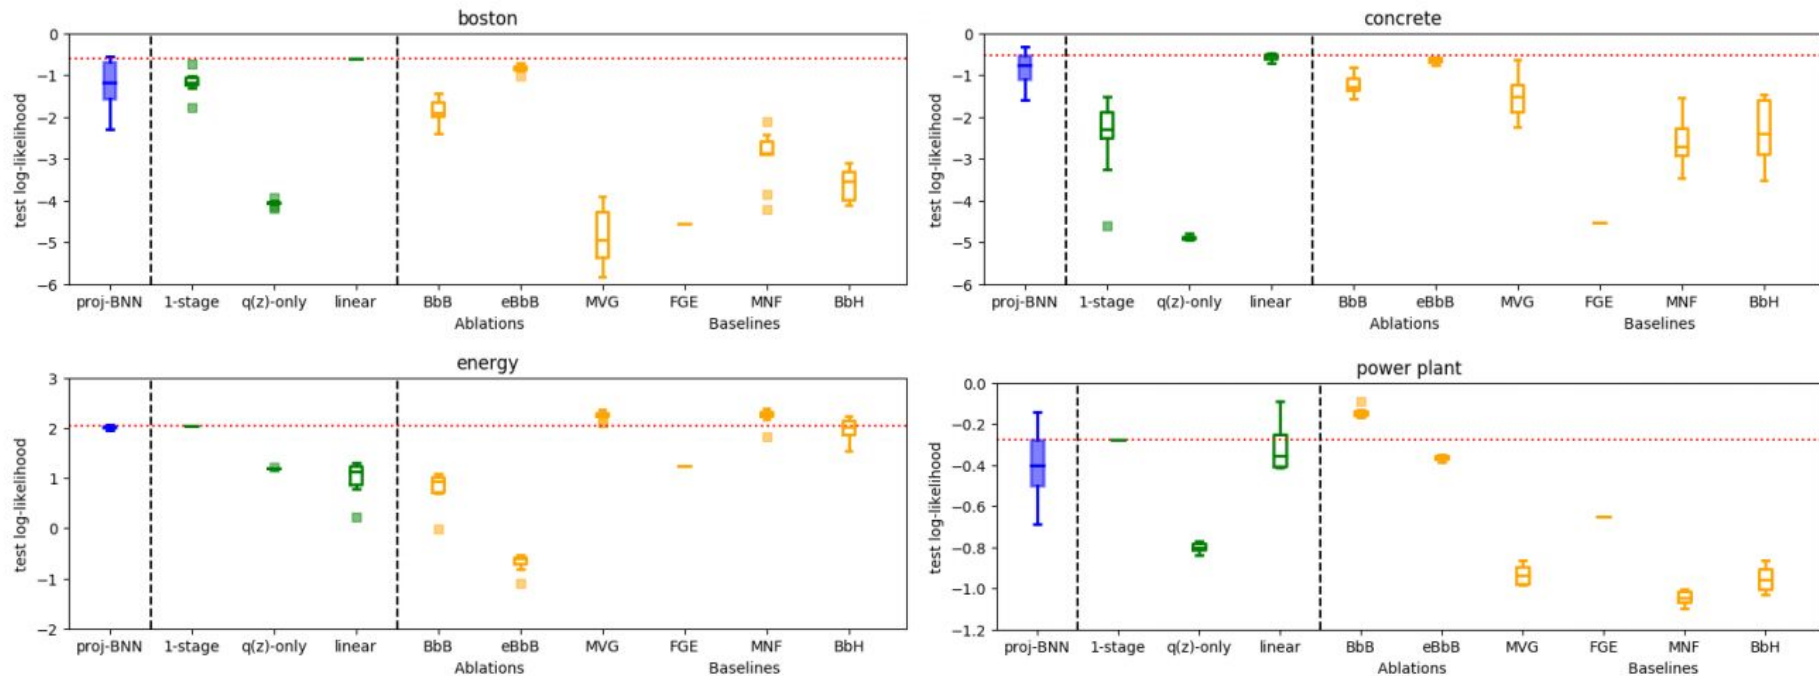 boston
test log-likelihood
0
−1
−2
−3
−4
−5
−6
proj-BNN 1-stage q(z)-only linear BbB eBbB MVG FGE MNF BbH
Ablations Baselines
concrete
test log-likelihood
0
−1
−2
−3
−4
−5
−6
proj-BNN 1-stage q(z)-only linear BbB eBbB MVG FGE MNF BbH
Ablations Baselines
energy
test log-likelihood
3
2
1
0
−1
−2
proj-BNN 1-stage q(z)-only linear BbB eBbB MVG FGE MNF BbH
Ablations Baselines
power plant
test log-likelihood
0.0
−0.2
−0.4
−0.6
−0.8
−1.0
−1.2
proj-BNN 1-stage q(z)-only linear BbB eBbB MVG FGE MNF BbH
Ablations Baselines